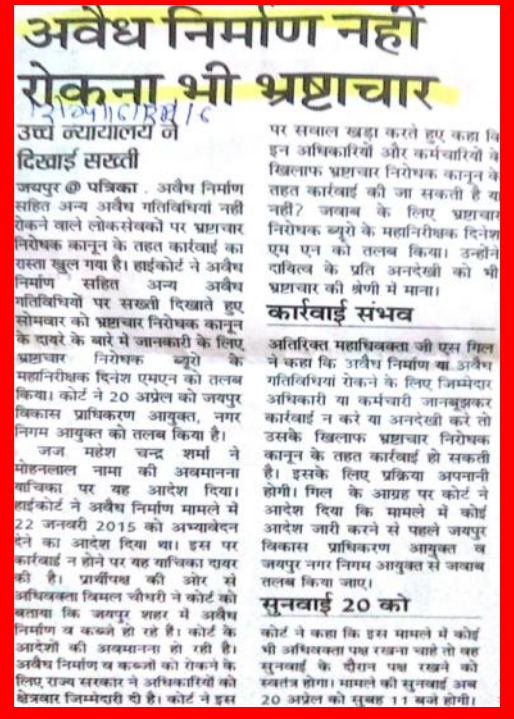 अवैध निर्माण नहीं
रोकना भी भ्रष्टाचार
उच्च न्यायालय ने
दिखाई सख्ती
जयपुर @ पत्रिका . अवैध निर्माण
सहित अन्य अवैध गतिविधियां नहीं
रोकने वाले लोकसेवकों पर भ्रष्टाचार
निरोधक कानून के तहत कार्रवाई का
रास्ता खुल गया है। हाईकोर्ट ने अवैध
निर्माण सहित अन्य अवैध
गतिविधियों पर सख्ती दिखाते हुए
सोमवार को भ्रष्टाचार निरोधक कानून
के दायरे के बारे में जानकारी के लिए
भ्रष्टाचार निरोधक ब्यूरो के
महानिरीक्षक दिनेश एमएन को तलब
किया। कोर्ट ने 20 अप्रेल को जयपुर
विकास प्राधिकरण आयुक्त, नगर
निगम आयुक्त को तलब किया है।
जज महेश चन्द्र शर्मा ने
मोहनलाल नामा की अवमानना
याचिका पर यह आदेश दिया।
हाईकोर्ट ने अवैध निर्माण मामले में
22 जनवरी 2015 को अभ्यावेदन
देने का आदेश दिया था। इस पर
कार्रवाई न होने पर यह याचिका दायर
की है। प्रार्थीपक्ष की ओर से
अधिवक्ता विमल चौधरी ने कोर्ट को
बताया कि जयपुर शहर में अवैध
निर्माण व कब्जे हो रहे हैं। कोर्ट के
आदेशों की अवमानना हो रही है।
अवैध निर्माण व कब्जों को रोकने के
लिए राज्य सरकार ने अधिकारियों को
क्षेत्रवार जिम्मेदारी दी है। कोर्ट ने इस
पर सवाल खड़ा करते हुए कहा कि
इन अधिकारियों और कर्मचारियों के
खिलाफ भ्रष्टाचार निरोधक कानून के
तहत कार्रवाई की जा सकती है या
नहीं? जवाब के लिए भ्रष्टाचार
निरोधक ब्यूरो के महानिरीक्षक दिनेश
एम एन को तलब किया। उन्होंने
दायित्व के प्रति अनदेखी को भी
भ्रष्टाचार की श्रेणी में माना।
कार्रवाई संभव
अतिरिक्त महाधिवक्ता जी एस गिल
ने कहा कि अवैध निर्माण या अवैध
गतिविधियां रोकने के लिए जिम्मेदार
अधिकारी या कर्मचारी जानबूझकर
कार्रवाई न करे या अनदेखी करे तो
उसके खिलाफ भ्रष्टाचार निरोधक
कानून के तहत कार्रवाई हो सकती
है। इसके लिए प्रक्रिया अपनानी
होगी। गिल के आग्रह पर कोर्ट ने
आदेश दिया कि मामले में कोई
आदेश जारी करने से पहले जयपुर
विकास प्राधिकरण आयुक्त व
जयपुर नगर निगम आयुक्त से जवाब
तलब किया जाए।
सुनवाई 20 को
कोर्ट ने कहा कि इस मामले में कोई
भी अधिवक्ता पक्ष रखना चाहे तो वह
सुनवाई के दौरान पक्ष रखने को
स्वतंत्र होगा। मामले की सुनवाई अब
20 अप्रेल को सुबह 11 बजे होगी।